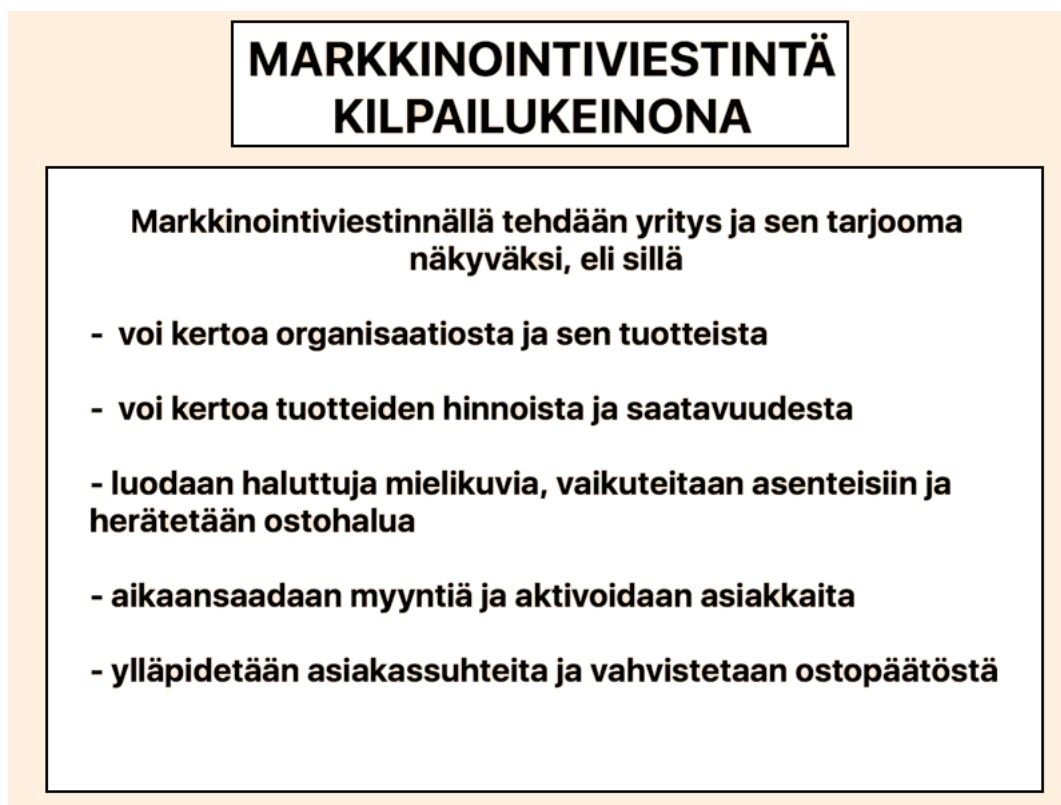 MARKKINOINTIVIESTINTÄ
KILPAILUKEINONA
Markkinointiviestinnällä tehdään yritys ja sen tarjooma
näkyväksi, eli sillä
- voi kertoa organisaatiosta ja sen tuotteista
- voi kertoa tuotteiden hinnoista ja saatavuudesta
- luodaan haluttuja mielikuvia, vaikuteitaan asenteisiin ja
herätetään ostohalua
- aikaansaadaan myyntiä ja aktivoidaan asiakkaita
- ylläpidetään asiakassuhteita ja vahvistetaan ostopäätöstä